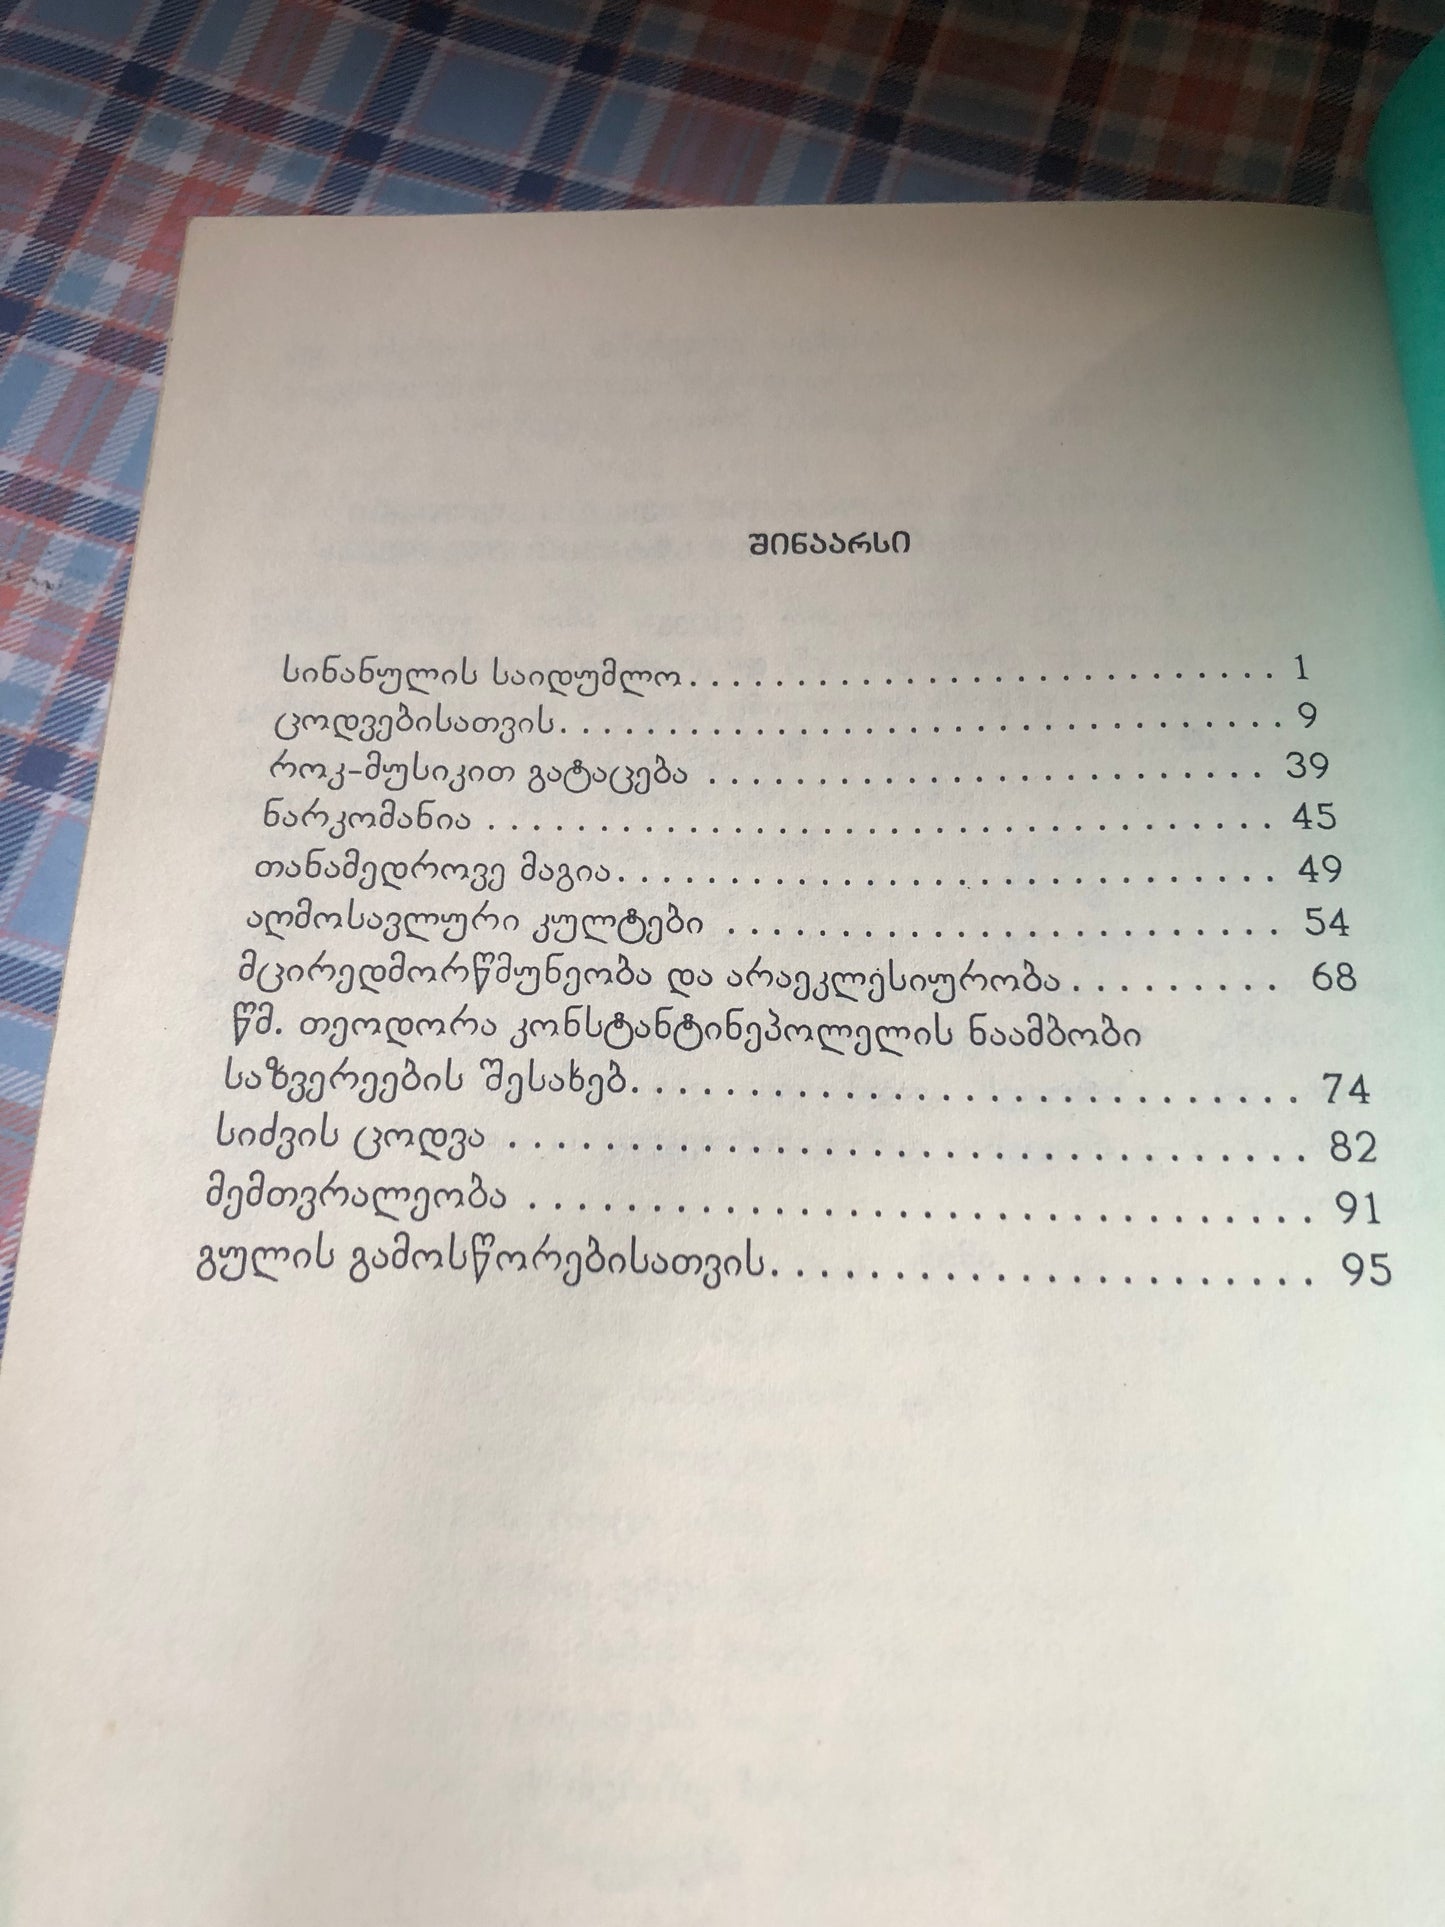 შინაარსი
სინანულის საიდუმლო. . . . . . . . . . . . . . . . . . . . . . . . . . . 1
ცოდვებისათვის. . . . . . . . . . . . . . . . . . . . . . . . . . . . . . . . . 9
როკ-მუსიკით გატაცება . . . . . . . . . . . . . . . . . . . . . . . . . 39
ნარკომანია . . . . . . . . . . . . . . . . . . . . . . . . . . . . . . . . . . . 45
თანამედროვე მაგია. . . . . . . . . . . . . . . . . . . . . . . . . . . . . 49
აღმოსავლური კულტები . . . . . . . . . . . . . . . . . . . . . . . . . 54
მცირედმორწმუნეობა და არაეკლესიურობა . . . . . . . . . 68
წმ. თეოდორა კონსტანტინეპოლელის ნაამბობი
საზვერეების შესახებ. . . . . . . . . . . . . . . . . . . . . . . . . . . . 74
სიძვის ცოდვა . . . . . . . . . . . . . . . . . . . . . . . . . . . . . . . . . . 82
მემთვრალეობა . . . . . . . . . . . . . . . . . . . . . . . . . . . . . . . . . 91
გულის გამოსწორებისათვის. . . . . . . . . . . . . . . . . . . . . . 95